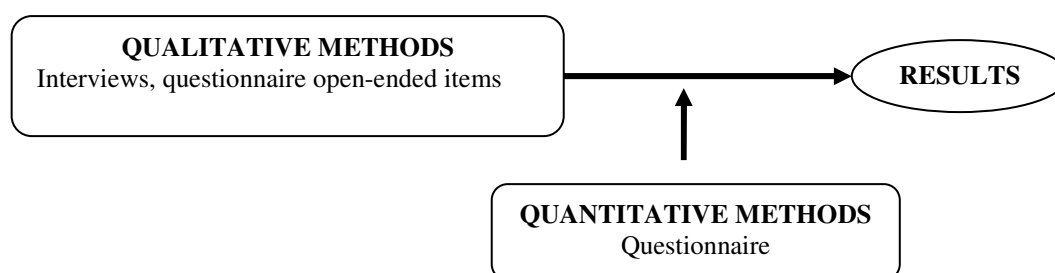 QUALITATIVE METHODS
Interviews, questionnaire open-ended items
RESULTS
QUANTITATIVE METHODS
Questionnaire